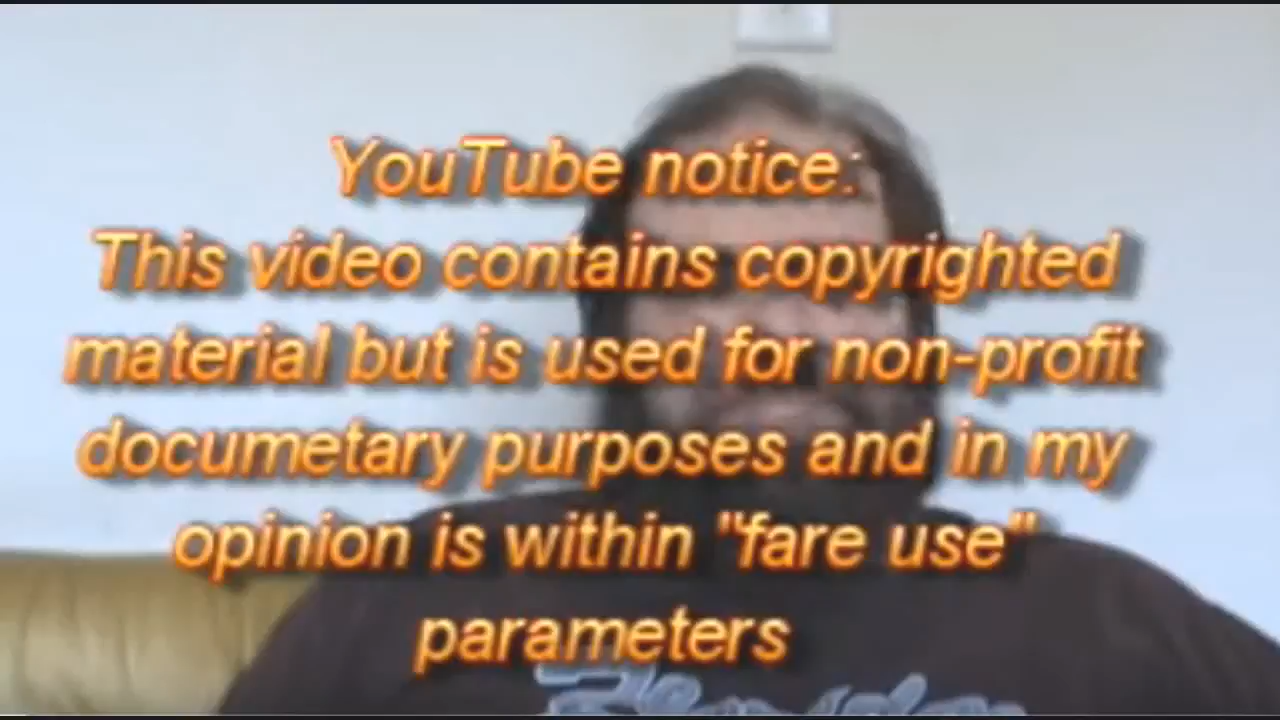 YouTube notice:
This video contains copyrighted
material but is used for non-profit
documetary purposes and in my
opinion is within "fare use"
parameters